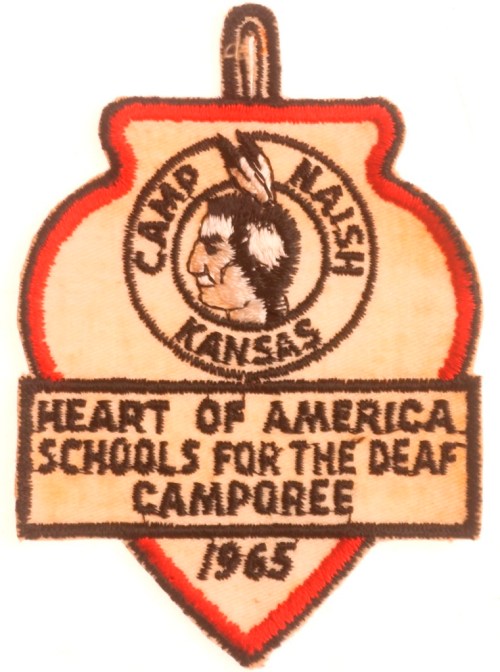 CAMP NAISH
KANSAS
HEART OF AMERICA
SCHOOLS FOR THE DEAF
CAMPOREE
1965